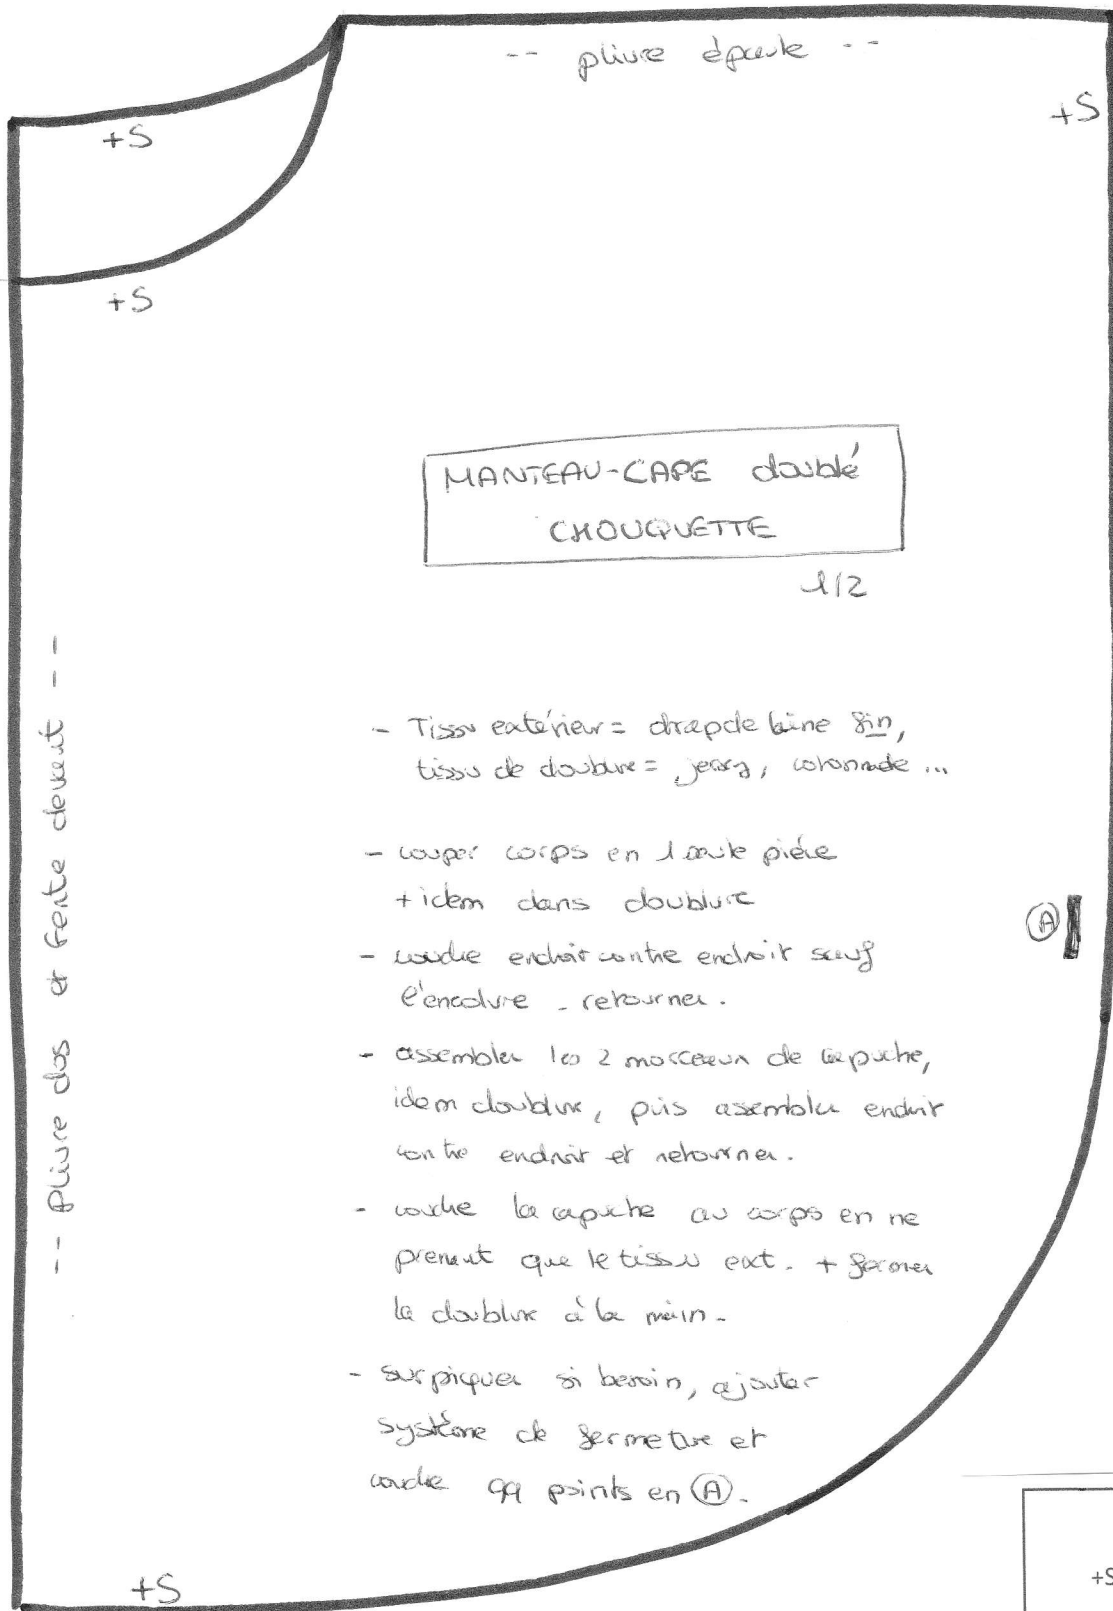 -- pliure épaule --
+S
+S
+S
MANTEAU-CAPE doublé
CHOUQUETTE
1/2
-- pliure dos et fente devant --
- Tissu extérieur = drap de laine fin,
tissu de doublure = jersey, cotonnade ...
- couper corps en 1 seule pièce
+ idem dans doublure
- coudre endroit contre endroit sauf
l'encolure - retourner.
A
- assembler les 2 morceaux de capuche,
idem doublure, puis assembler endroit
contre endroit et retourner.
- coudre la capuche au corps en ne
prenant que le tissu ext. + fermer
la doublure à la main.
- surpiquer si besoin, ajouter
système de fermeture et
coudre qq points en A.
+S
+S